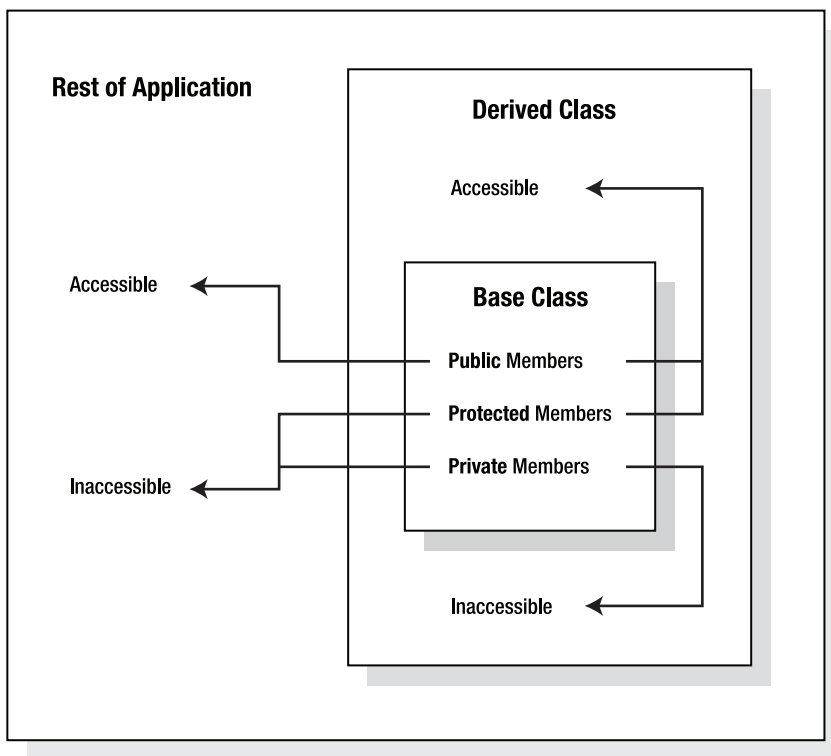 Rest of Application
Derived Class
Accessible
Accessible
Base Class
Public Members
Protected Members
Private Members
Inaccessible
Inaccessible